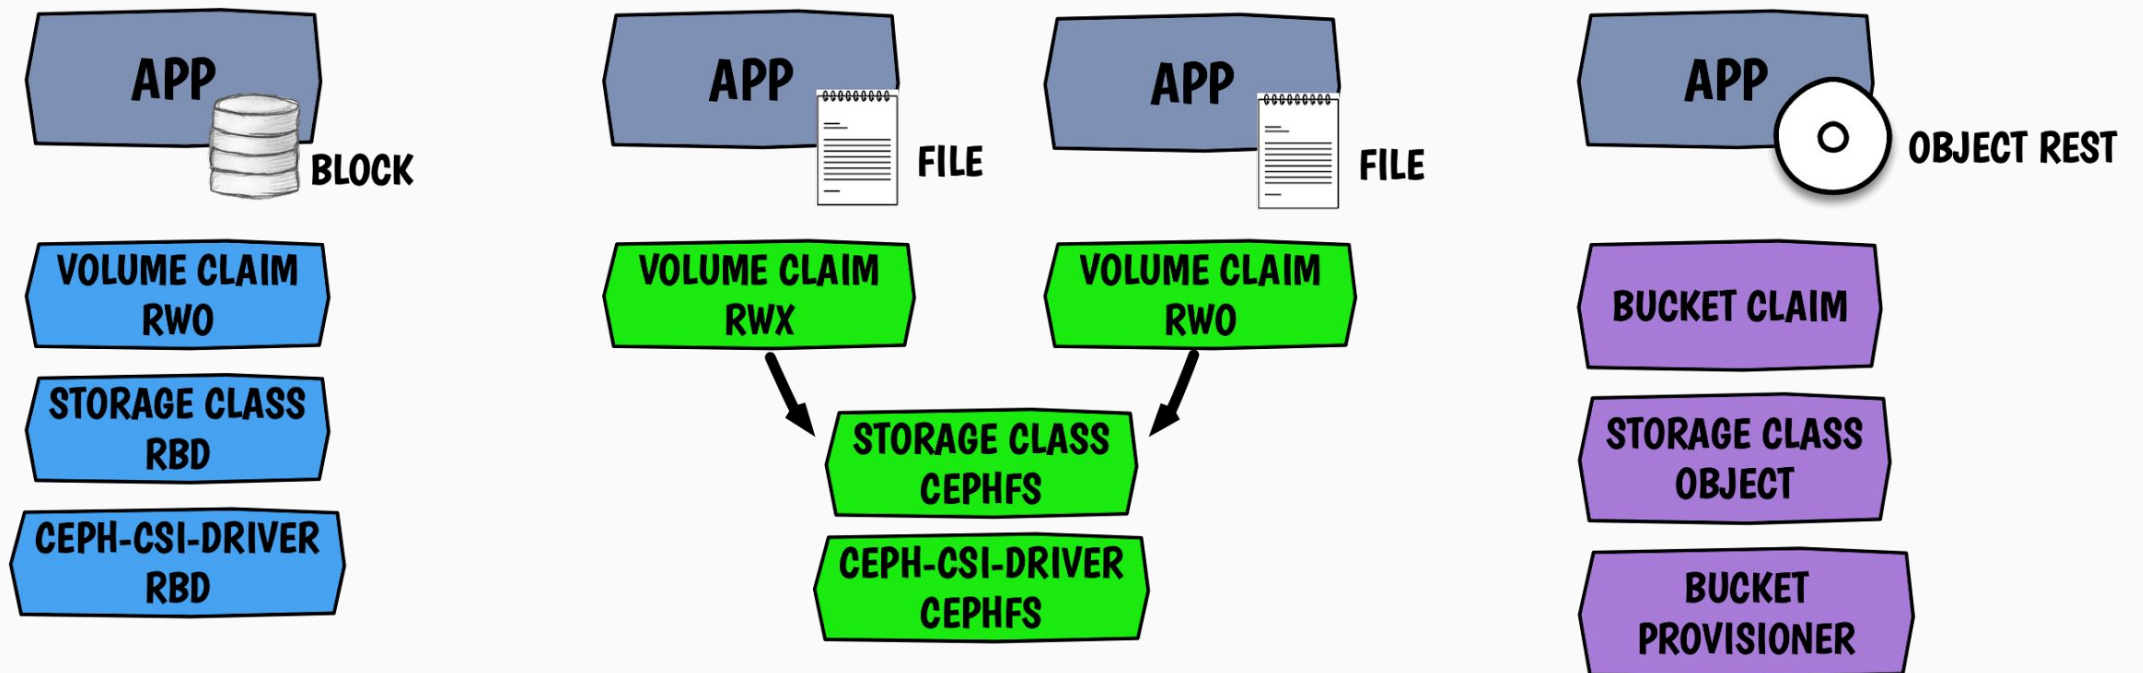 APP
BLOCK
VOLUME CLAIM
RWO
STORAGE CLASS
RBD
CEPH-CSI-DRIVER
RBD
APP
FILE
VOLUME CLAIM
RWX
APP
FILE
VOLUME CLAIM
RWO
STORAGE CLASS
CEPHFS
CEPH-CSI-DRIVER
CEPHFS
APP
OBJECT REST
BUCKET CLAIM
STORAGE CLASS
OBJECT
BUCKET
PROVISIONER